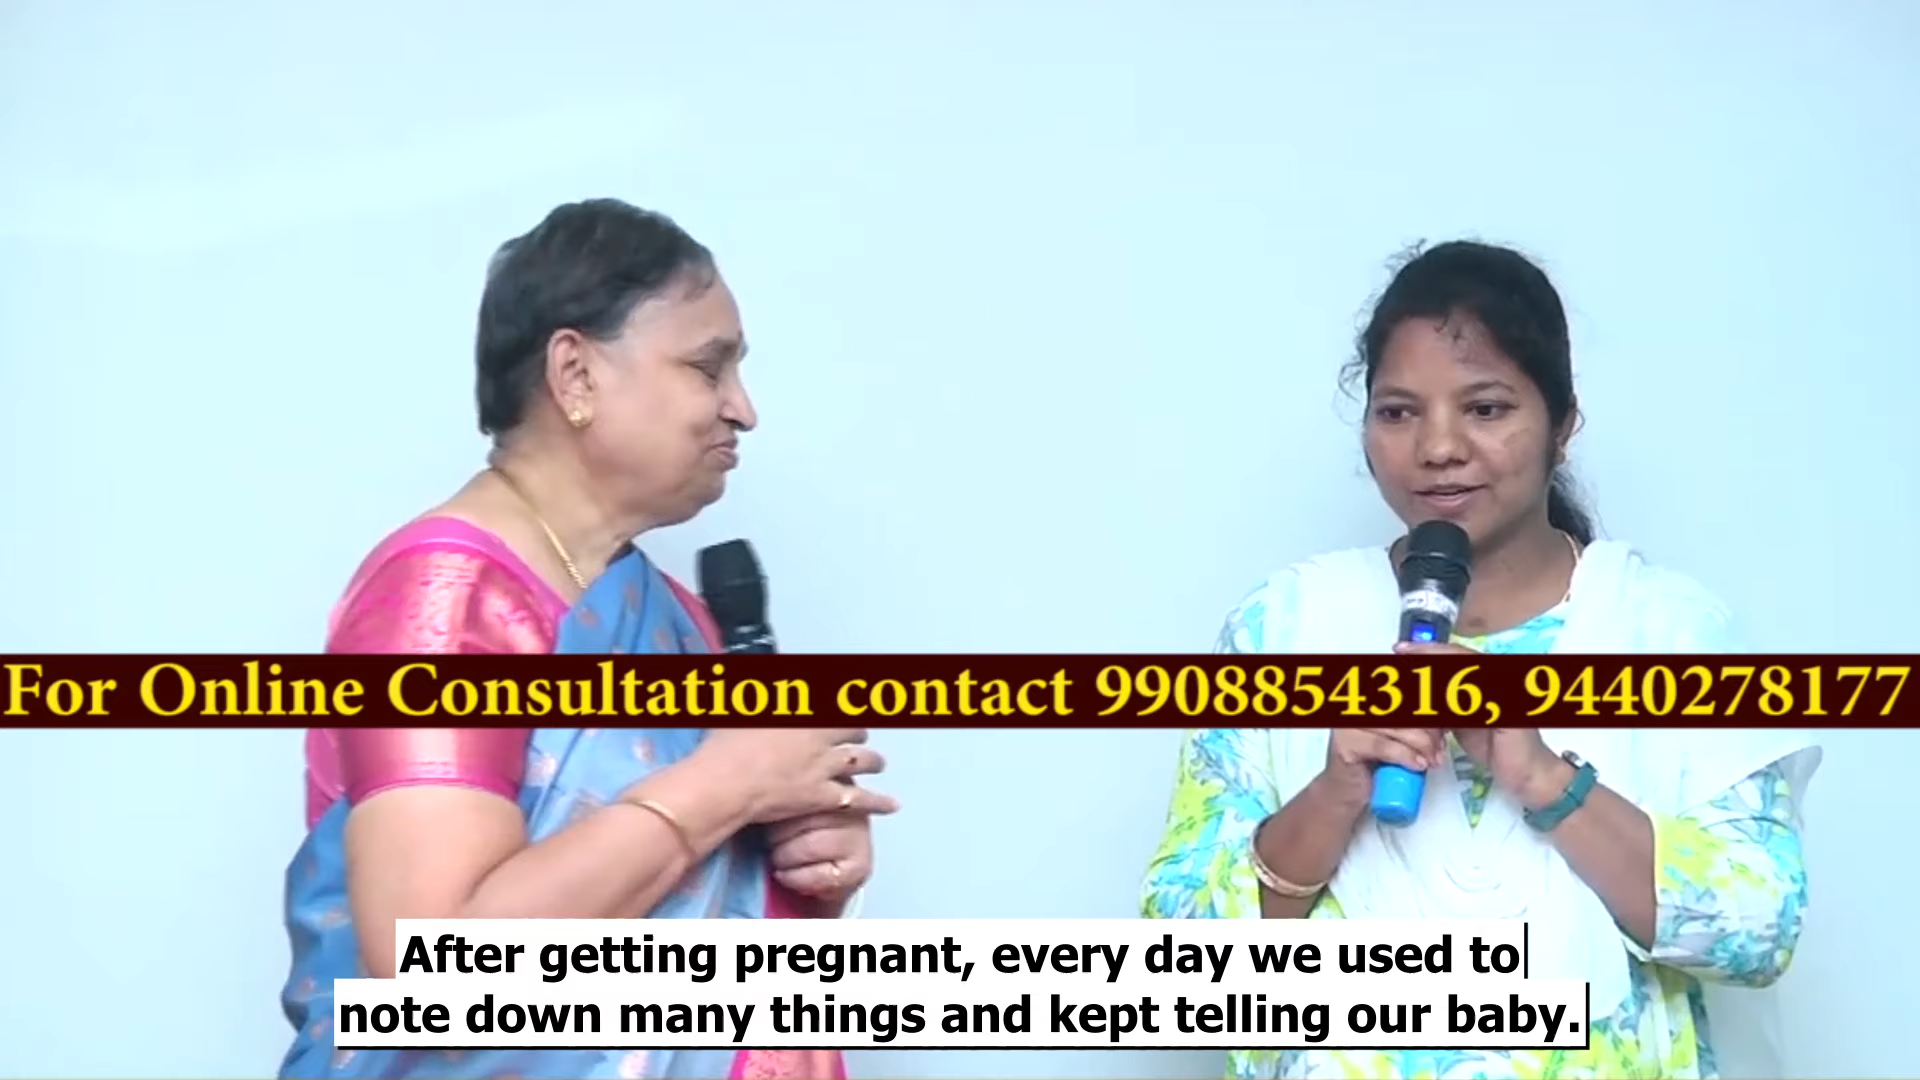 For Online Consultation contact 9908854316, 9440278177
After getting pregnant, every day we used to
note down many things and kept telling our baby.